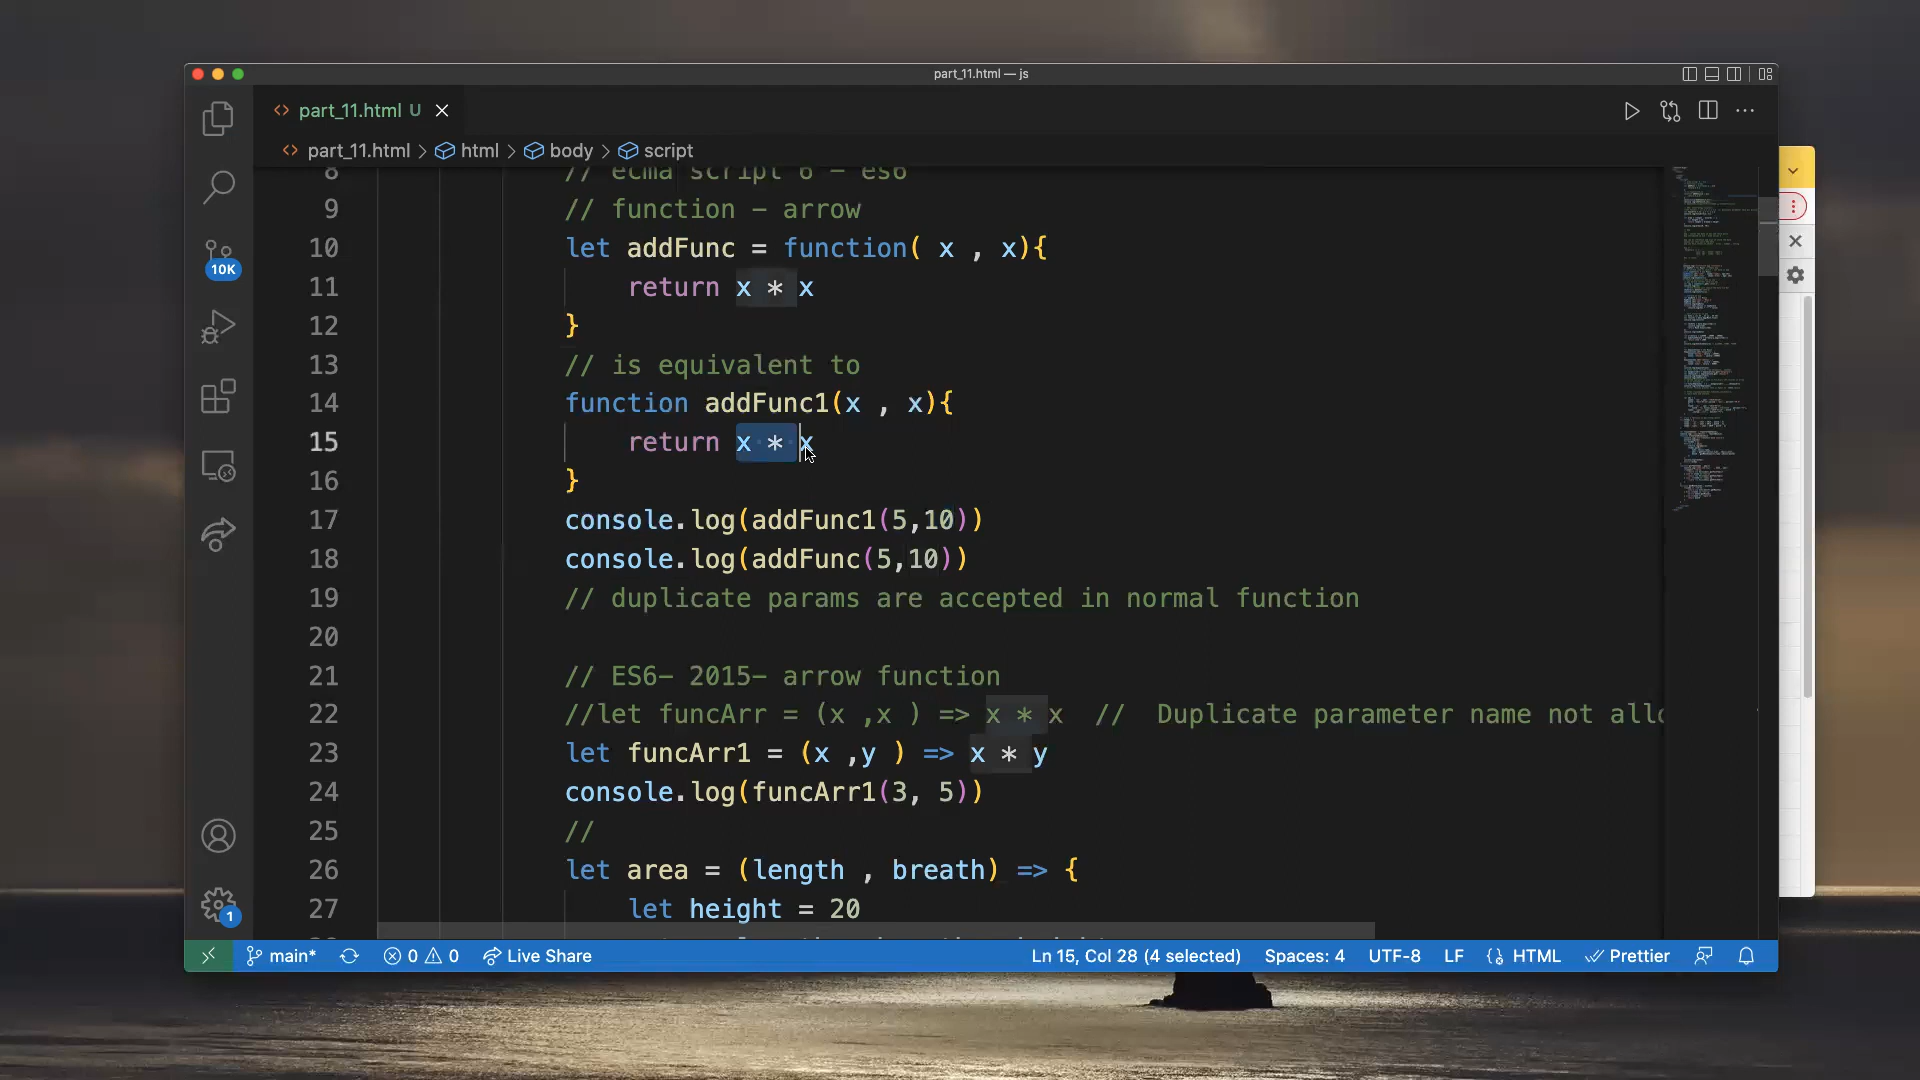 part_11.html — js
part_11.html U
part_11.html > html > body > script
8 // ecma script 6 - es6
9 // function - arrow
10 let addFunc = function( x , x){
11 return x * x
12 }
13 // is equivalent to
14 function addFunc1(x , x){
15 return x * x
16 }
17 console.log(addFunc1(5,10))
18 console.log(addFunc(5,10))
19 // duplicate params are accepted in normal function
20
21 // ES6- 2015- arrow function
22 //let funcArr = (x ,x ) => x * x // Duplicate parameter name not allo
23 let funcArr1 = (x ,y ) => x * y
24 console.log(funcArr1(3, 5))
25 //
26 let area = (length , breath) => {
27 let height = 20
10K
1
main* 0 0 Live Share Ln 15, Col 28 (4 selected) Spaces: 4 UTF-8 LF HTML Prettier